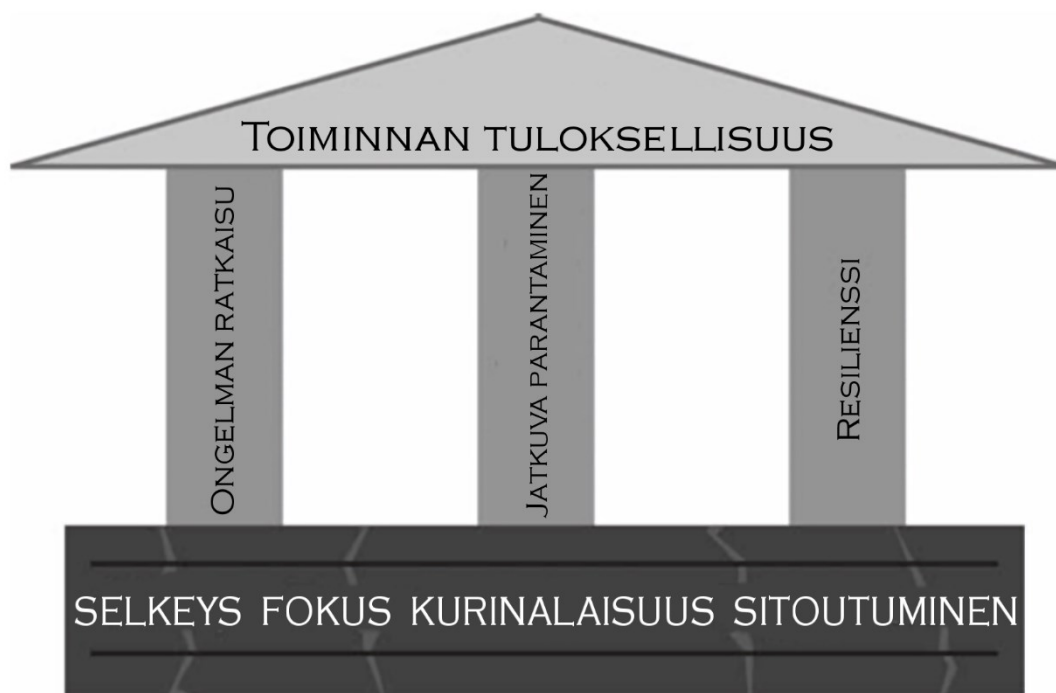 Toiminnan tuloksellisuus
Ongelman ratkaisu
Jatkuva parantaminen
Resilienssi
SELKEYS FOKUS KURINALAISUUS SITOUTUMINEN